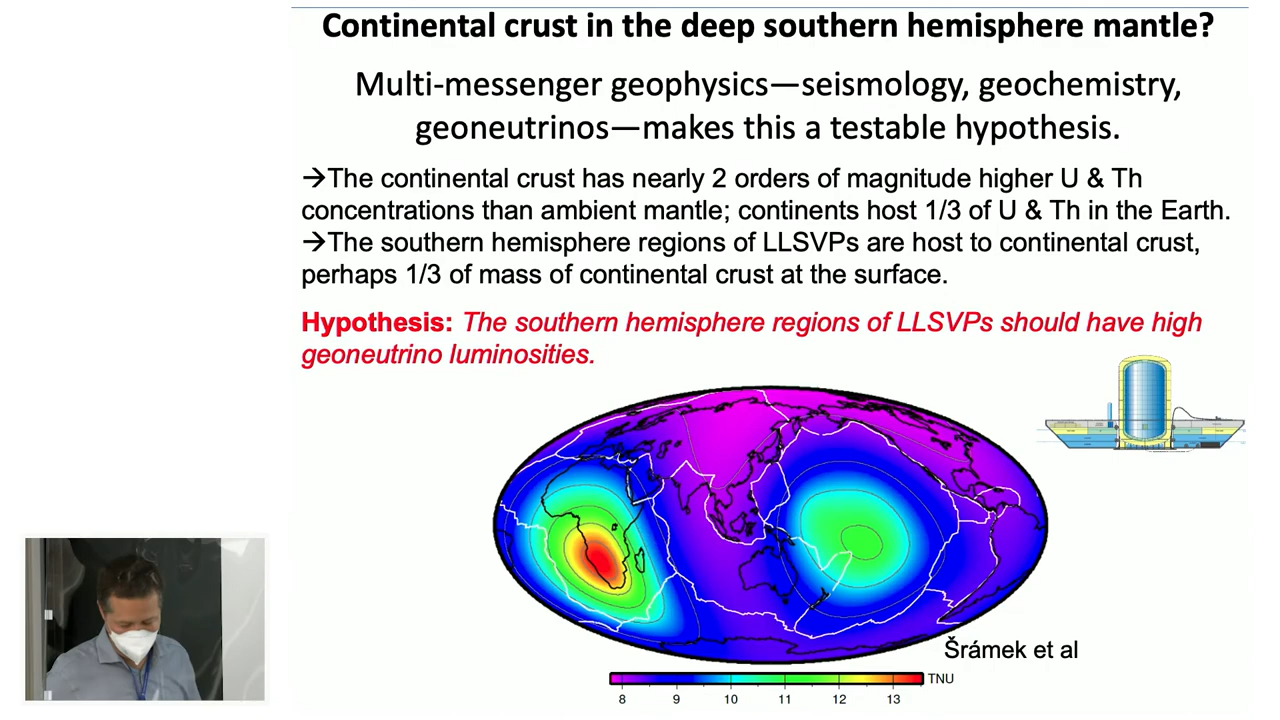 Continental crust in the deep southern hemisphere mantle?
Multi-messenger geophysics—seismology, geochemistry,
geoneutrinos—makes this a testable hypothesis.
→The continental crust has nearly 2 orders of magnitude higher U & Th
concentrations than ambient mantle; continents host 1/3 of U & Th in the Earth.
→The southern hemisphere regions of LLSVPs are host to continental crust,
perhaps 1/3 of mass of continental crust at the surface.
Hypothesis: The southern hemisphere regions of LLSVPs should have high
geoneutrino luminosities.
Šrámek et al
TNU
8 9 10 11 12 13